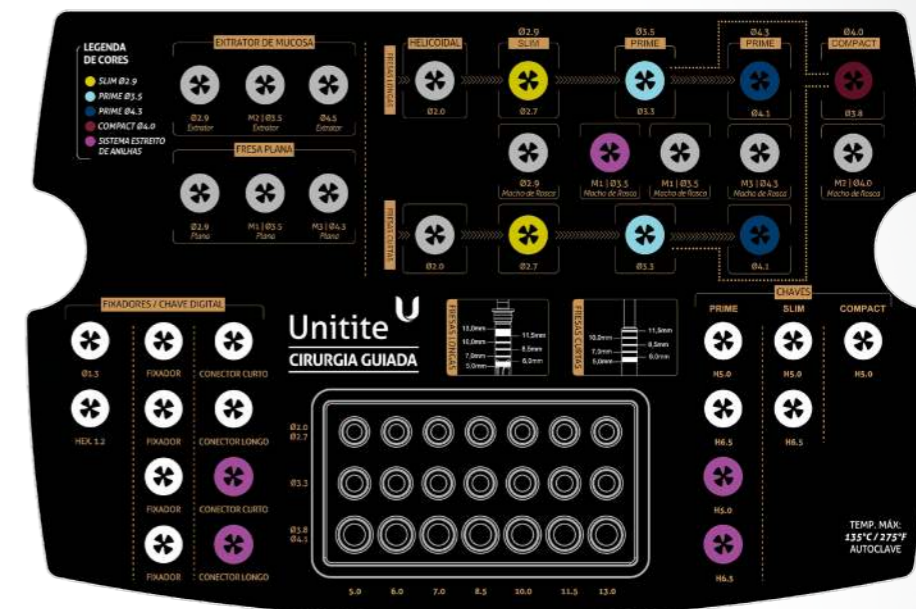 LEGENDA
DE CORES
SLIM Ø2.9
PRIME Ø3.5
PRIME Ø4.3
COMPACT Ø4.0
SISTEMA ESTREITO
DE ANILHAS
EXTRATOR DE MUCOSA
Ø2.9 M2 | Ø3.5 Ø4.5
Extrator Extrator Extrator
FRESA PLANA
Ø2.9 M1 | Ø3.5 M3 | Ø4.3
Plana Plana Plana
Ø2.9 Ø3.5 Ø4.3 Ø4.0
HELICOIDAL SLIM PRIME PRIME COMPACT
FRESAS LONGAS
Ø2.0 Ø2.7 Ø3.3 Ø4.1 Ø3.8
Ø2.9 M1 | Ø3.5 M1 | Ø3.5 M3 | Ø4.3 M2 | Ø4.0
Macho de Rosca Macho de Rosca Macho de Rosca Macho de Rosca Macho de Rosca
FRESAS CURTAS
Ø2.0 Ø2.7 Ø3.3 Ø4.1
FIXADORES / CHAVE DIGITAL
Ø1.3 FIXADOR CONECTOR CURTO
HEX. 1.2 FIXADOR CONECTOR LONGO
FIXADOR CONECTOR CURTO
FIXADOR CONECTOR LONGO
Unitite
CIRURGIA GUIADA
FRESAS LONGAS
13,0mm 11,5mm
10,0mm 8,5mm
7,0mm 6,0mm
5,0mm
FRESAS CURTAS
11,5mm
10,0mm 8,5mm
7,0mm 6,0mm
5,0mm
CHAVES
PRIME SLIM COMPACT
H5.0 H5.0 H5.0
H6.5 H6.5
H5.0
H6.5
Ø2.0
Ø2.7
Ø3.3
Ø3.8
Ø4.1
5.0 6.0 7.0 8.5 10.0 11.5 13.0
TEMP. MÁX:
135°C / 275°F
AUTOCLAVE